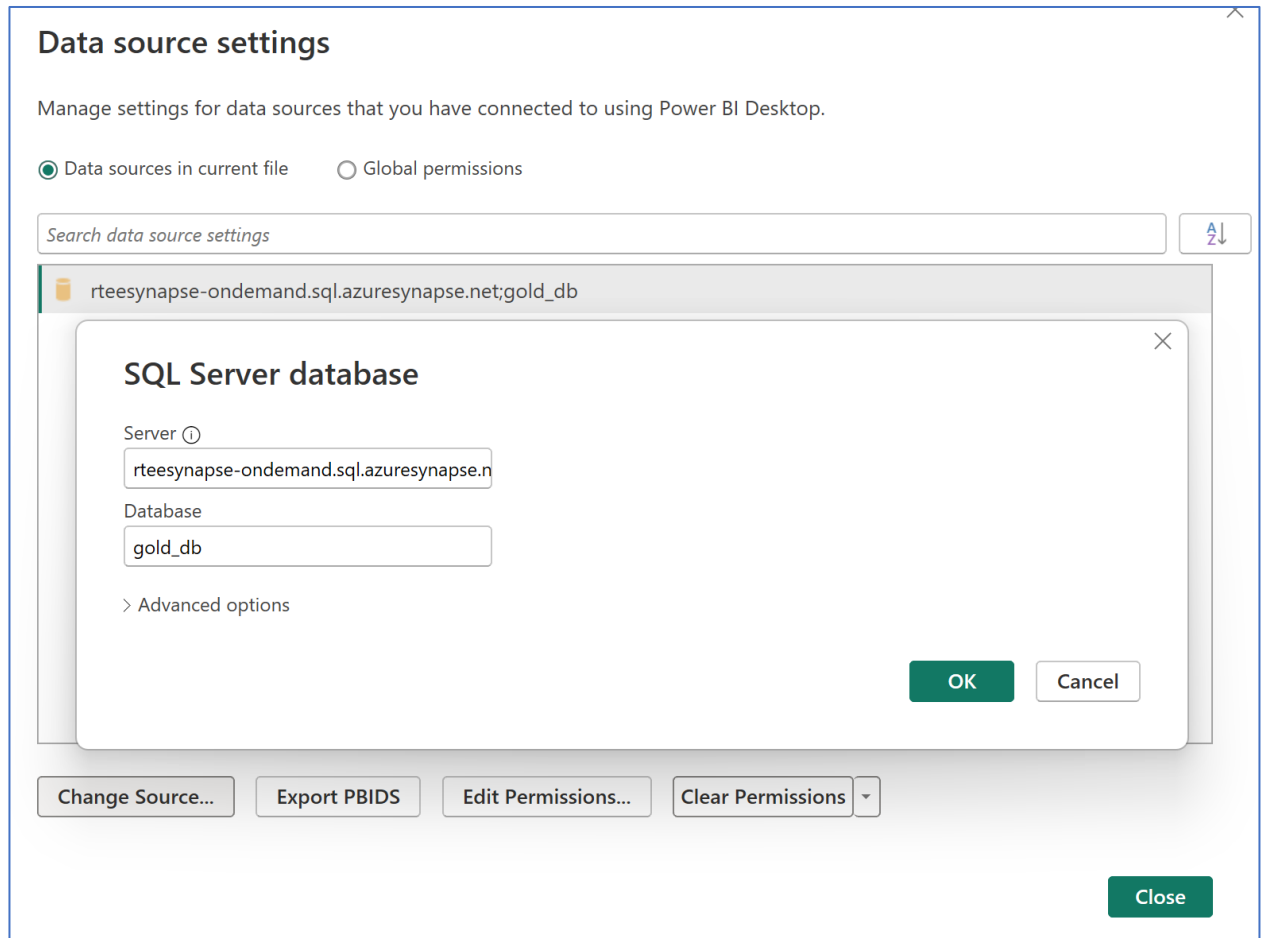 Data source settings
Manage settings for data sources that you have connected to using Power BI Desktop.
Data sources in current file Global permissions
Search data source settings
A
Z
rteesynapse-ondemand.sql.azuresynapse.net;gold_db
SQL Server database
Server
rteesynapse-ondemand.sql.azuresynapse.n
Database
gold_db
Advanced options
OK Cancel
Change Source... Export PBIDS Edit Permissions... Clear Permissions
Close